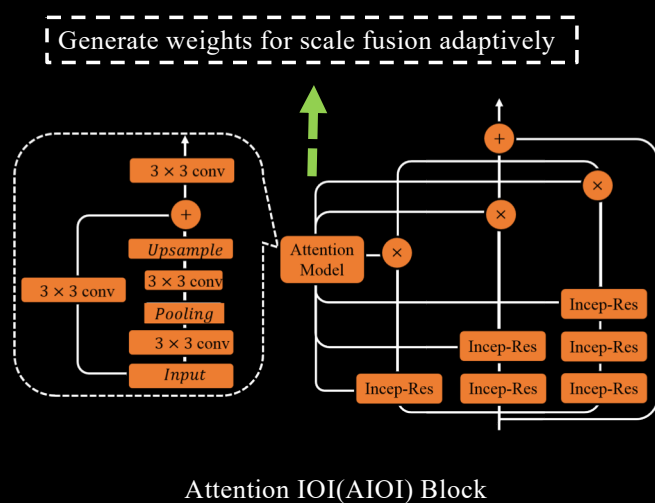 Generate weights for scale fusion adaptively
+
3 × 3 conv
×
+
×
Upsample
Attention
Model
×
3 × 3 conv
3 × 3 conv
Incep-Res
Pooling
3 × 3 conv
Incep-Res
Incep-Res
Input
Incep-Res
Incep-Res
Incep-Res
Attention IOI(AIOI) Block